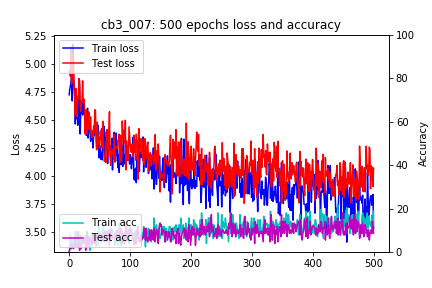 cb3_007: 500 epochs loss and accuracy
5.25
5.00
4.75
4.50
4.25
4.00
3.75
3.50
Loss
Train loss
Test loss
Train acc
Test acc
100
80
60
40
20
0
Accuracy
0 100 200 300 400 500